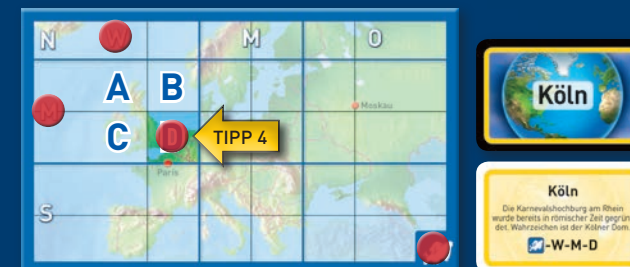 N W M O
A B
M
C D TIPP 4
Moskau
Paris
S
Köln
Köln
Die Karnevalshochburg am Rhein
wurde bereits in römischer Zeit gegrün-
det. Wahrzeichen ist der Kölner Dom.
-W-M-D